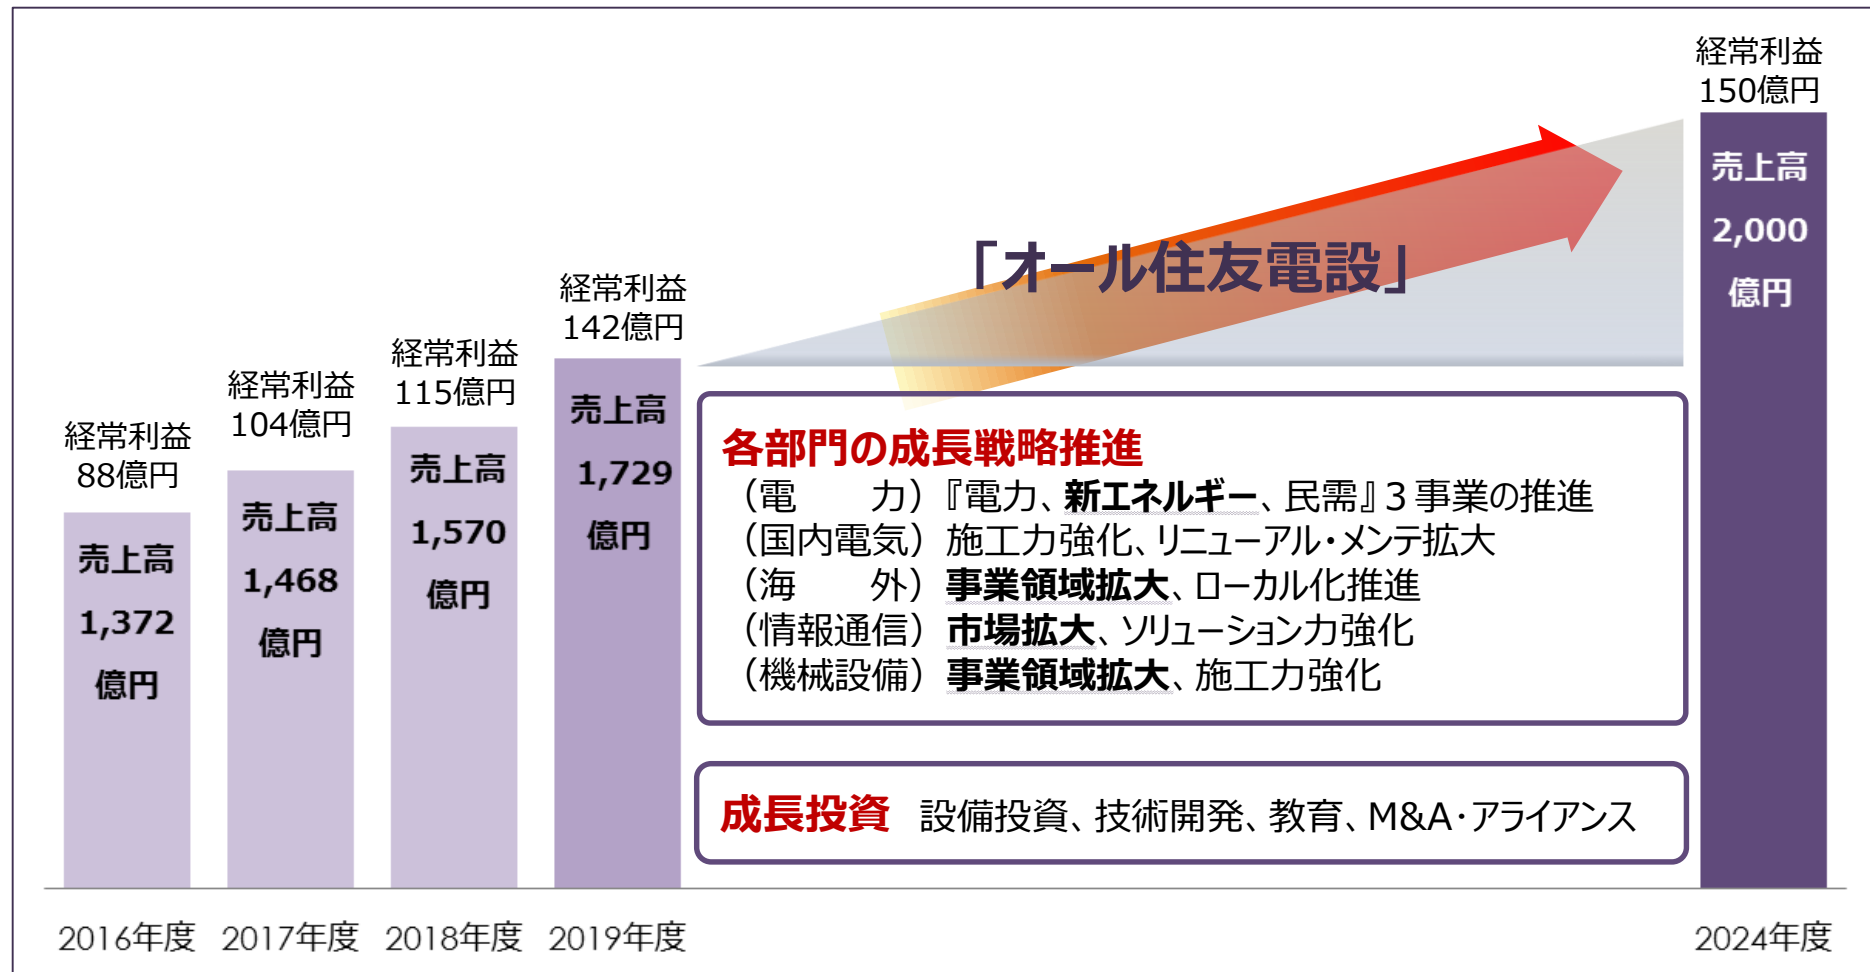 経常利益
88億円
売上高
1,372
億円
2016年度
経常利益
104億円
売上高
1,468
億円
2017年度
経常利益
115億円
売上高
1,570
億円
2018年度
経常利益
142億円
売上高
1,729
億円
2019年度
「オール住友電設」
各部門の成長戦略推進
（電　　力）『電力、新エネルギー、民需』３事業の推進
（国内電気）施工力強化、リニューアル・メンテ拡大
（海　　外）事業領域拡大、ローカル化推進
（情報通信）市場拡大、ソリューション力強化
（機械設備）事業領域拡大、施工力強化
成長投資　設備投資、技術開発、教育、M&A・アライアンス
経常利益
150億円
売上高
2,000
億円
2024年度